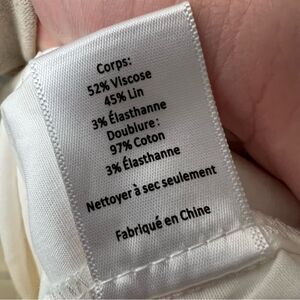 Corps:
52% Viscose
45% Lin
3% Élasthanne
Doublure:
97% Coton
3% Élasthanne
Nettoyer à sec seulement
Fabriqué en Chine